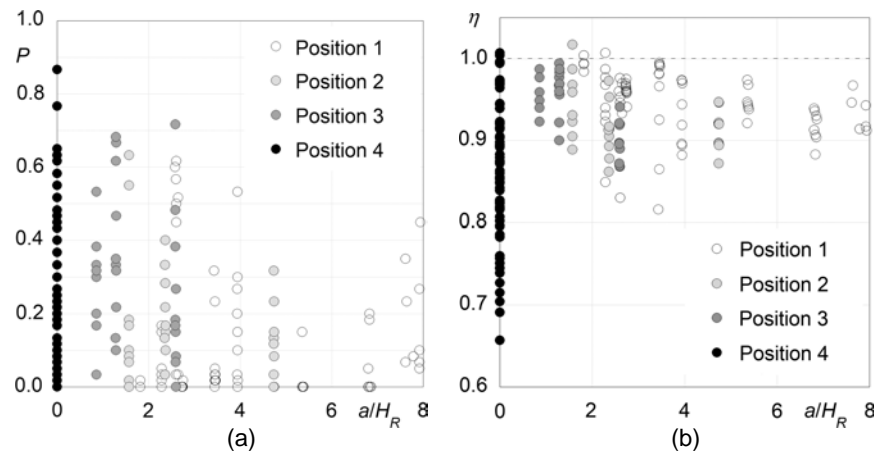 1.0
P
0.8
0.6
0.4
0.2
0.0
0
2
4
6
a/H_R
8
Position 1
Position 2
Position 3
Position 4
(a)
η
1.0
0.9
0.8
0.7
0.6
0
2
4
6
a/H_R
8
Position 1
Position 2
Position 3
Position 4
(b)